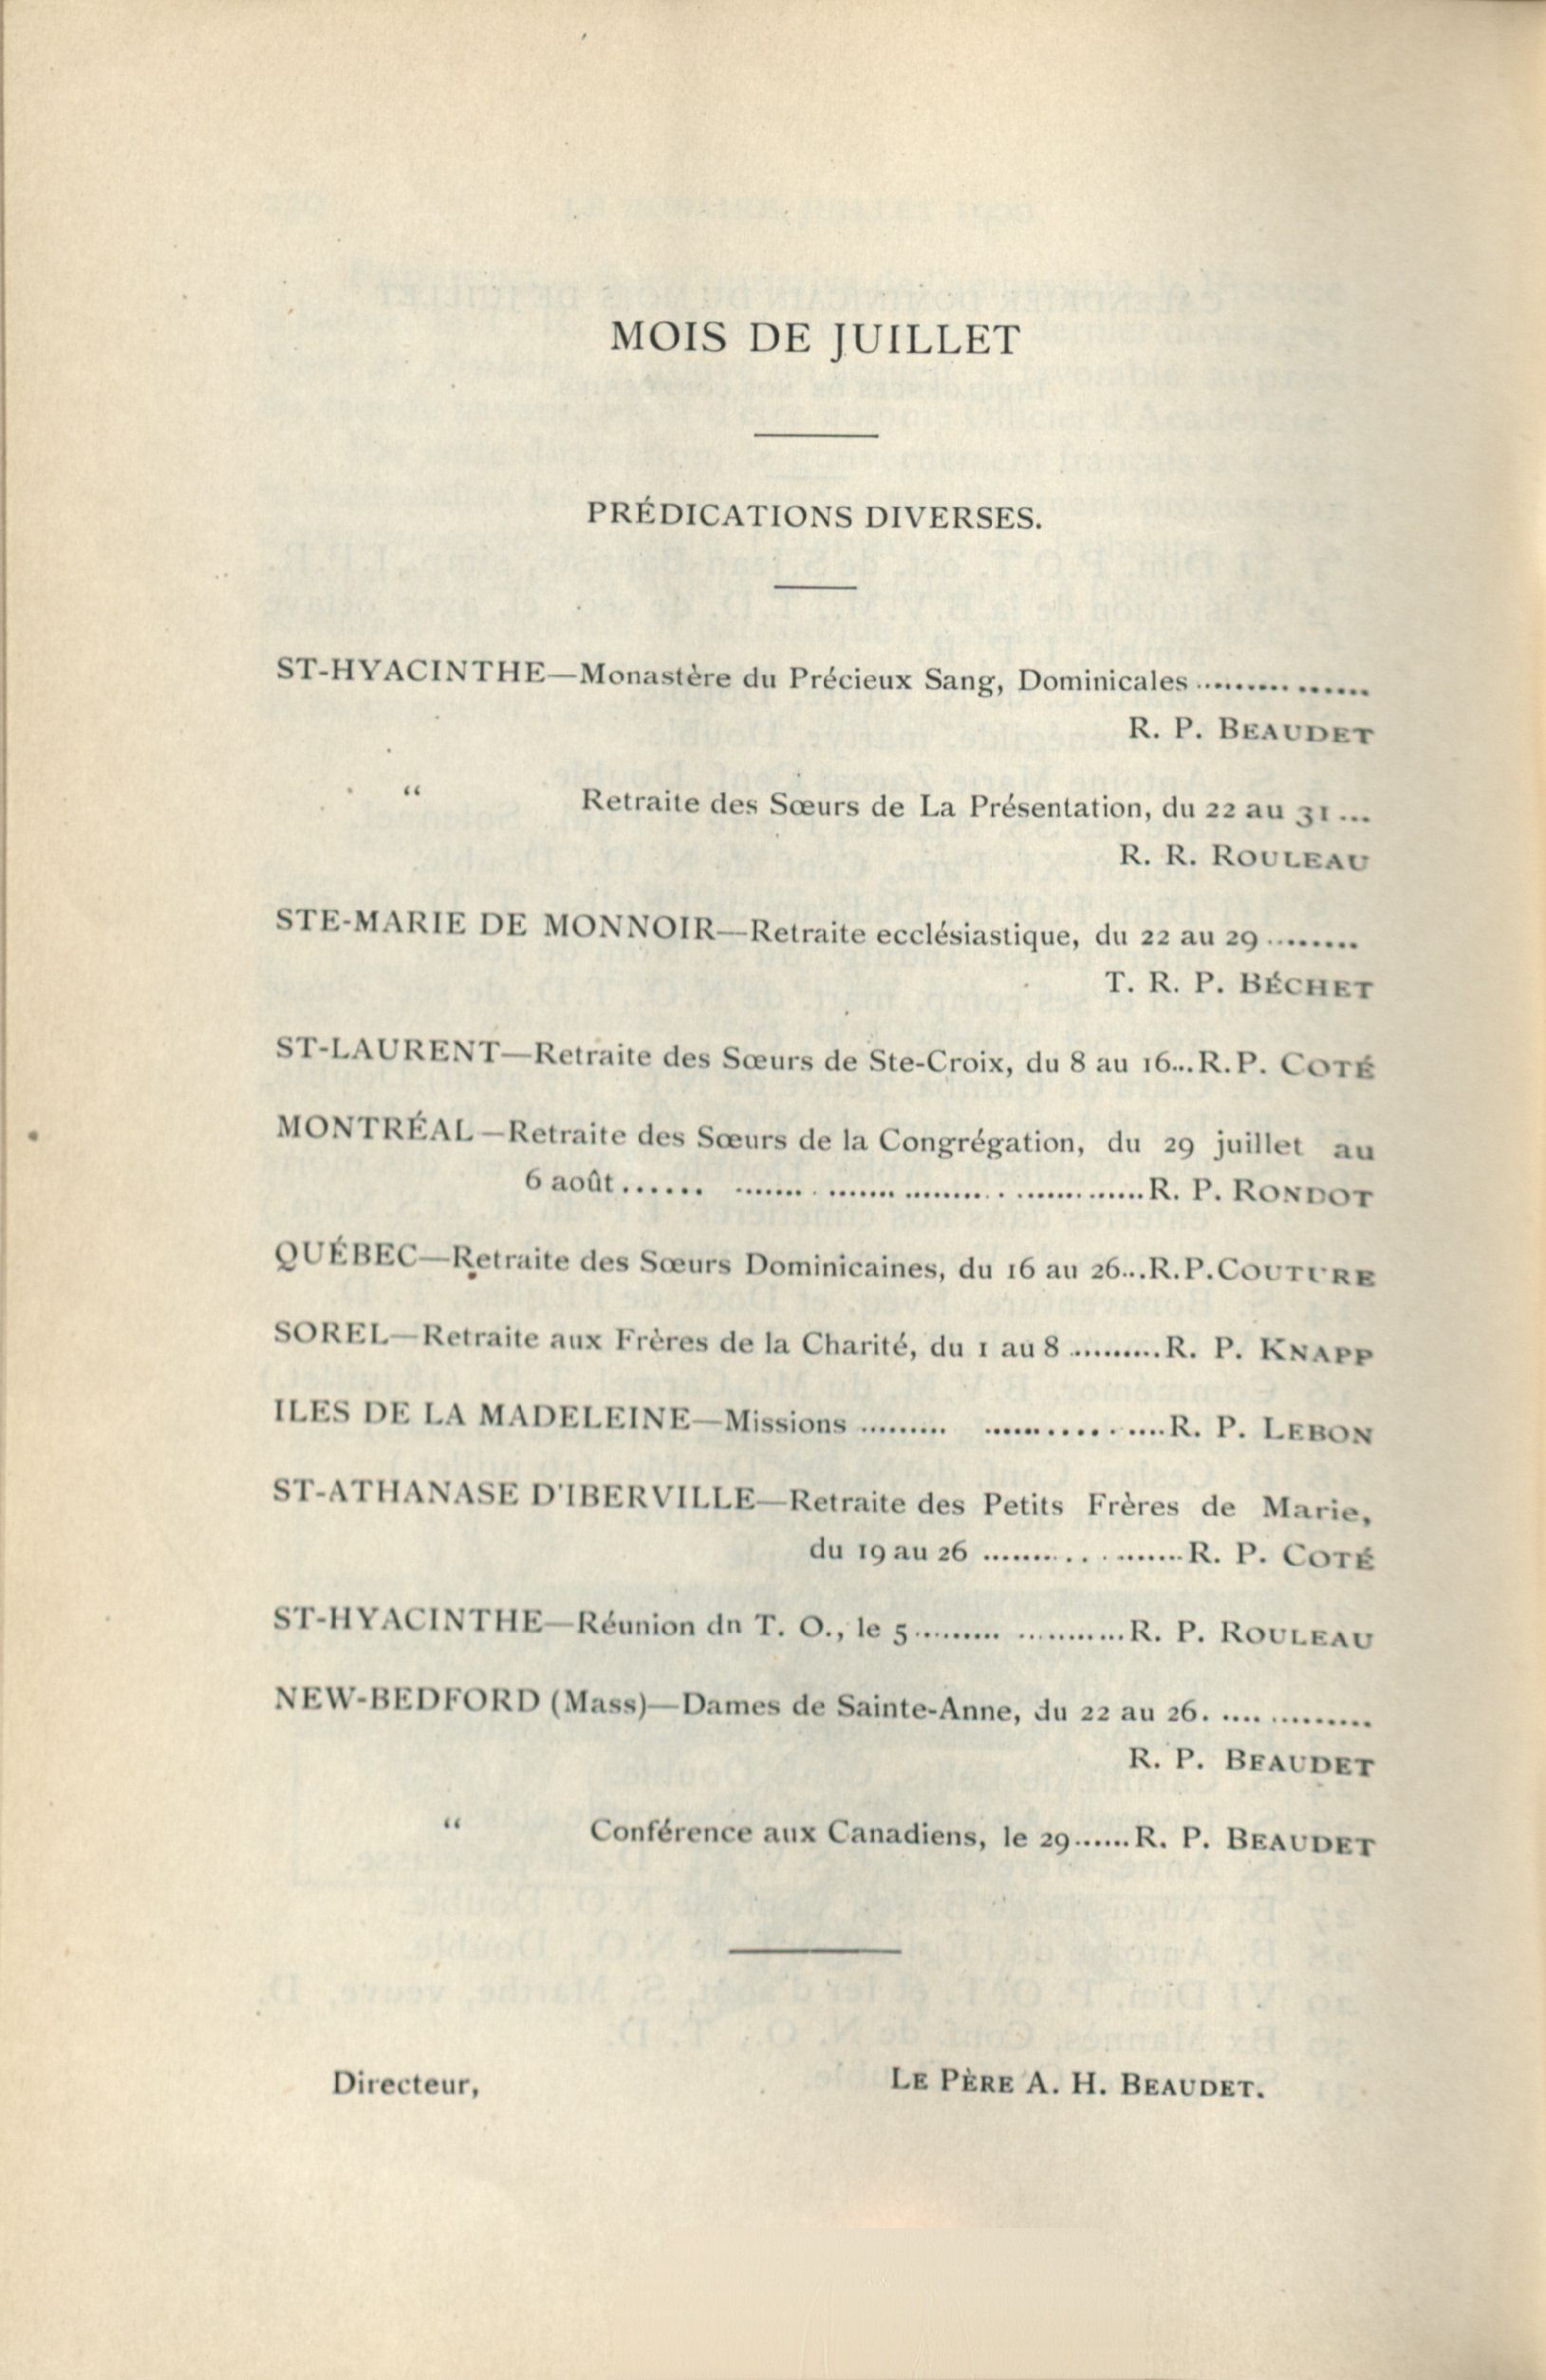 MOIS DE JUILLET
PRÉDICATIONS DIVERSES.
ST-HYACINTHE—Monastère du Précieux Sang, Dominicales ......... ......
R. P. BEAUDET
“ Retraite des Sœurs de La Présentation, du 22 au 31...
R. R. ROULEAU
STE-MARIE DE MONNOIR—Retraite ecclésiastique, du 22 au 29.........
T. R. P. BÉCHET
ST-LAURENT—Retraite des Sœurs de Ste-Croix, du 8 au 16...R.P. COTÉ
MONTRÉAL—Retraite des Sœurs de la Congrégation, du 29 juillet au
6 août...... ...... . ...... ....... . ...... ......R. P. RONDOT
QUÉBEC—Retraite des Sœurs Dominicaines, du 16 au 26...R.P.COUTURE
SOREL—Retraite aux Frères de la Charité, du 1 au 8 .........R. P. KNAPP
ILES DE LA MADELEINE—Missions ......... ..............R. P. LEBON
ST-ATHANASE D'IBERVILLE—Retraite des Petits Frères de Marie,
du 19 au 26 ......... . . ......R. P. COTÉ
ST-HYACINTHE—Réunion dn T. O., le 5......... ..........R. P. ROULEAU
NEW-BEDFORD (Mass)—Dames de Sainte-Anne, du 22 au 26. .... .........
R. P. BEAUDET
“ Conférence aux Canadiens, le 29......R. P. BEAUDET
Directeur, LE PÈRE A. H. BEAUDET.